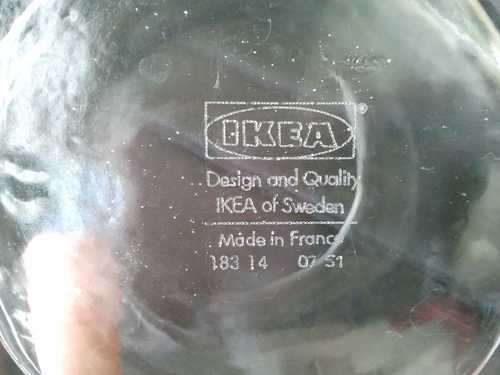 IKEA®
Design and Quality
IKEA of Sweden
Made in France
183 14 07 51